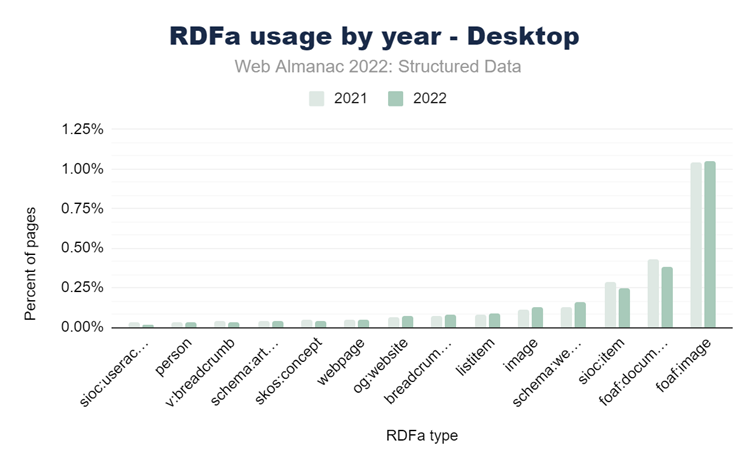 RDFa usage by year - Desktop
Web Almanac 2022: Structured Data
2021
2022
1.25%
1.00%
0.75%
0.50%
0.25%
0.00%
Percent of pages
sioc:userac…
person
v:breadcrumb
schema:art…
skos:concept
webpage
og:website
breadcrum…
listitem
image
schema:we…
sioc:item
foaf:docum…
foaf:image
RDFa type